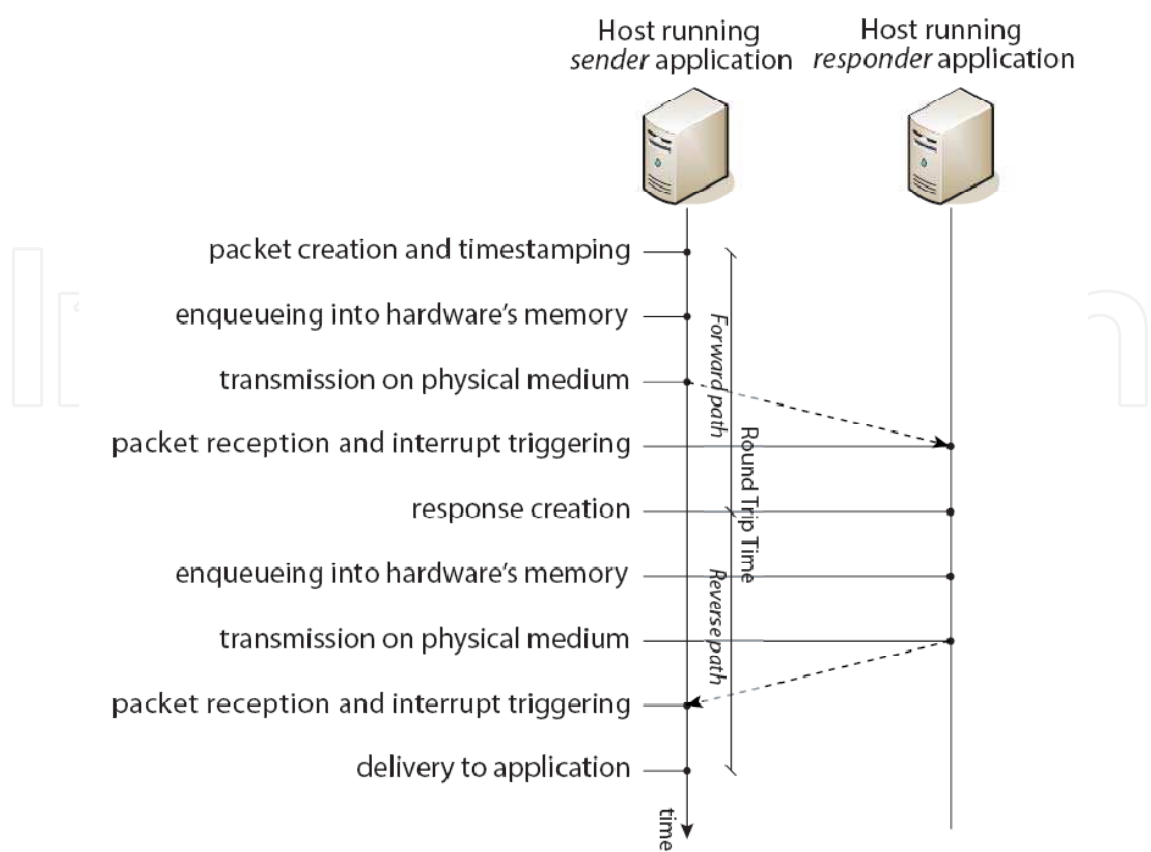 Host running
sender application
Host running
responder application
packet creation and timestamping
enqueueing into hardware's memory
transmission on physical medium
packet reception and interrupt triggering
response creation
enqueueing into hardware's memory
transmission on physical medium
packet reception and interrupt triggering
delivery to application
Forward path
Round Trip Time
Reverse path
time